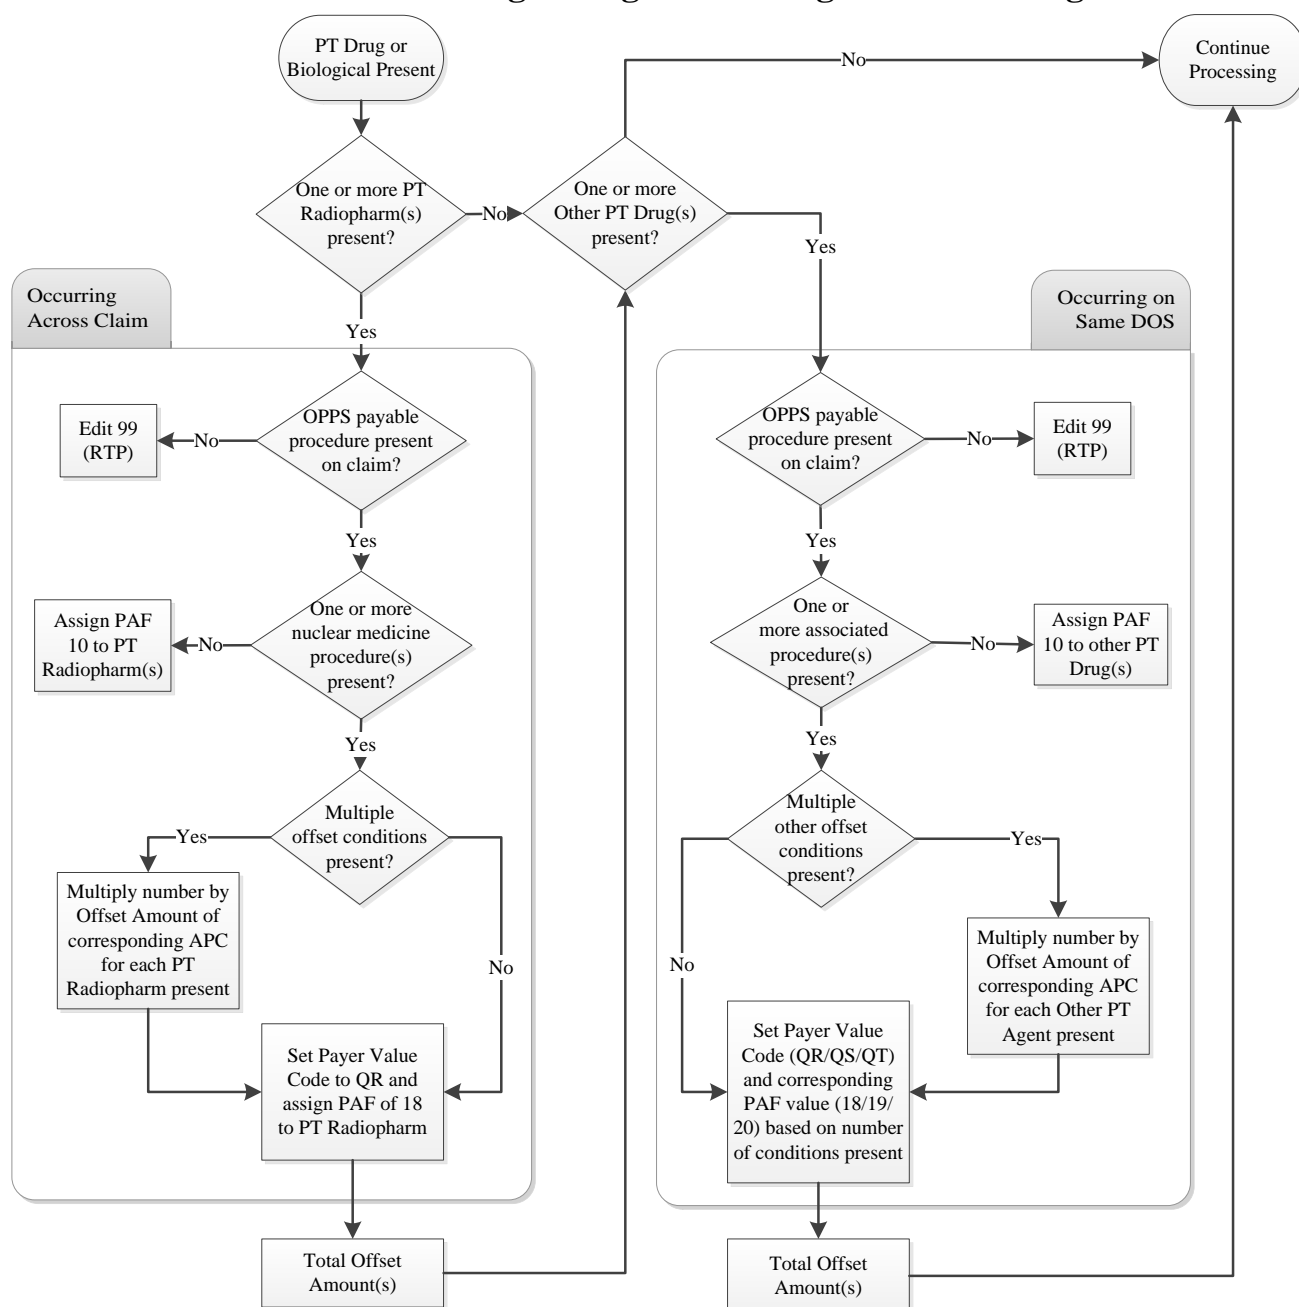 PT Drug or
Biological Present
No
Continue
Processing
One or more PT
Radiopharm(s)
present?
No
One or more
Other PT Drug(s)
present?
Yes
Occurring
Across Claim
Yes
Occurring on
Same DOS
OPPS payable
procedure present
on claim?
No
Edit 99
(RTP)
Yes
One or more
nuclear medicine
procedure(s)
present?
No
Assign PAF
10 to PT
Radiopharm(s)
Yes
Multiple
offset conditions
present?
Yes
Multiply number by
Offset Amount of
corresponding APC
for each PT
Radiopharm present
No
Set Payer Value
Code to QR and
assign PAF of 18
to PT Radiopharm
Total Offset
Amount(s)
OPPS payable
procedure present
on claim?
No
Edit 99
(RTP)
Yes
One or
more associated
procedure(s)
present?
No
Assign PAF
10 to other PT
Drug(s)
Yes
Multiple
other offset
conditions
present?
Yes
Multiply number by
Offset Amount of
corresponding APC
for each Other PT
Agent present
No
Set Payer Value
Code (QR/QS/QT)
and corresponding
PAF value (18/19/
20) based on number
of conditions present
Total Offset
Amount(s)